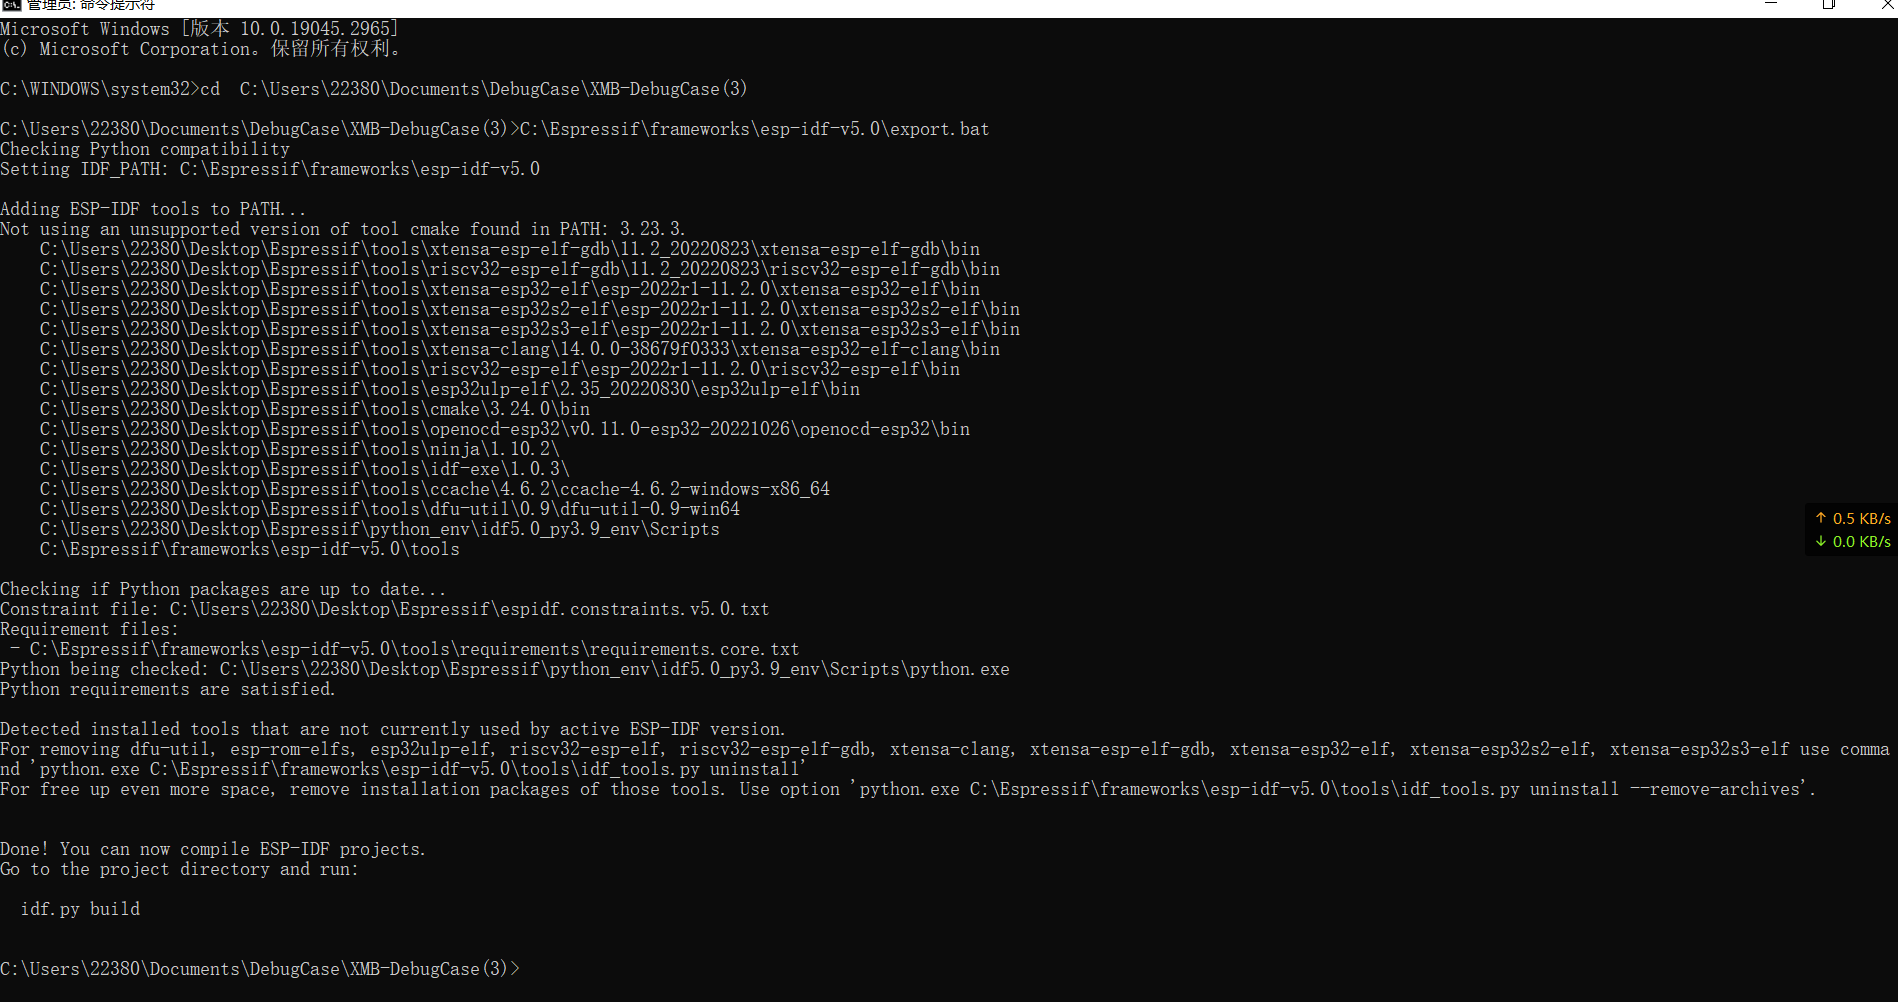 管理员: 命令提示符
Microsoft Windows [版本 10.0.19045.2965]
(c) Microsoft Corporation。保留所有权利。
C:\WINDOWS\system32>cd  C:\Users\22380\Documents\DebugCase\XMB-DebugCase(3)
C:\Users\22380\Documents\DebugCase\XMB-DebugCase(3)>C:\Espressif\frameworks\esp-idf-v5.0\export.bat
Checking Python compatibility
Setting IDF_PATH: C:\Espressif\frameworks\esp-idf-v5.0
Adding ESP-IDF tools to PATH...
Not using an unsupported version of tool cmake found in PATH: 3.23.3.
    C:\Users\22380\Desktop\Espressif\tools\xtensa-esp-elf-gdb\11.2_20220823\xtensa-esp-elf-gdb\bin
    C:\Users\22380\Desktop\Espressif\tools\riscv32-esp-elf-gdb\11.2_20220823\riscv32-esp-elf-gdb\bin
    C:\Users\22380\Desktop\Espressif\tools\xtensa-esp32-elf\esp-2022r1-11.2.0\xtensa-esp32-elf\bin
    C:\Users\22380\Desktop\Espressif\tools\xtensa-esp32s2-elf\esp-2022r1-11.2.0\xtensa-esp32s2-elf\bin
    C:\Users\22380\Desktop\Espressif\tools\xtensa-esp32s3-elf\esp-2022r1-11.2.0\xtensa-esp32s3-elf\bin
    C:\Users\22380\Desktop\Espressif\tools\xtensa-clang\14.0.0-38679f0333\xtensa-esp32-elf-clang\bin
    C:\Users\22380\Desktop\Espressif\tools\riscv32-esp-elf\esp-2022r1-11.2.0\riscv32-esp-elf\bin
    C:\Users\22380\Desktop\Espressif\tools\esp32ulp-elf\2.35_20220830\esp32ulp-elf\bin
    C:\Users\22380\Desktop\Espressif\tools\cmake\3.24.0\bin
    C:\Users\22380\Desktop\Espressif\tools\openocd-esp32\v0.11.0-esp32-20221026\openocd-esp32\bin
    C:\Users\22380\Desktop\Espressif\tools\ninja\1.10.2\
    C:\Users\22380\Desktop\Espressif\tools\idf-exe\1.0.3\
    C:\Users\22380\Desktop\Espressif\tools\ccache\4.6.2\ccache-4.6.2-windows-x86_64
    C:\Users\22380\Desktop\Espressif\tools\dfu-util\0.9\dfu-util-0.9-win64
    C:\Users\22380\Desktop\Espressif\python_env\idf5.0_py3.9_env\Scripts
    C:\Espressif\frameworks\esp-idf-v5.0\tools
↑ 0.5 KB/s
↓ 0.0 KB/s
Checking if Python packages are up to date...
Constraint file: C:\Users\22380\Desktop\Espressif\espidf.constraints.v5.0.txt
Requirement files:
 - C:\Espressif\frameworks\esp-idf-v5.0\tools\requirements\requirements.core.txt
Python being checked: C:\Users\22380\Desktop\Espressif\python_env\idf5.0_py3.9_env\Scripts\python.exe
Python requirements are satisfied.
Detected installed tools that are not currently used by active ESP-IDF version.
For removing dfu-util, esp-rom-elfs, esp32ulp-elf, riscv32-esp-elf, riscv32-esp-elf-gdb, xtensa-clang, xtensa-esp-elf-gdb, xtensa-esp32-elf, xtensa-esp32s2-elf, xtensa-esp32s3-elf use comma
nd 'python.exe C:\Espressif\frameworks\esp-idf-v5.0\tools\idf_tools.py uninstall'
For free up even more space, remove installation packages of those tools. Use option 'python.exe C:\Espressif\frameworks\esp-idf-v5.0\tools\idf_tools.py uninstall --remove-archives'.
Done! You can now compile ESP-IDF projects.
Go to the project directory and run:
  idf.py build
C:\Users\22380\Documents\DebugCase\XMB-DebugCase(3)>